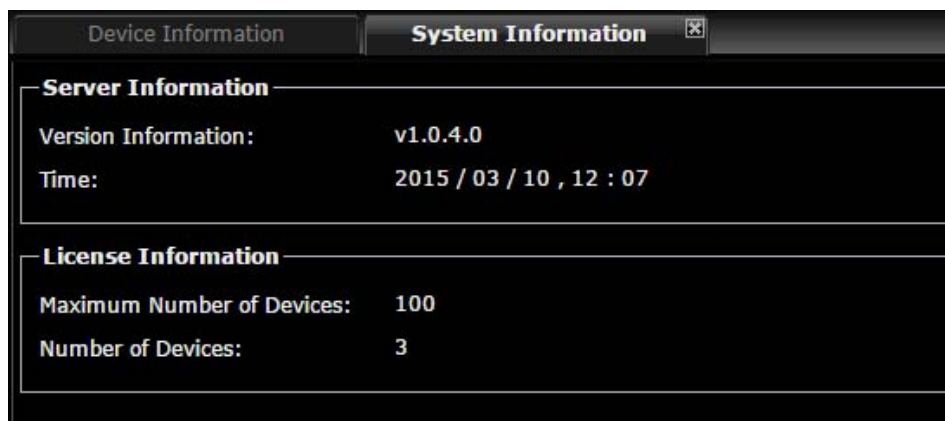 Device Information System Information
Server Information
Version Information: v1.0.4.0
Time: 2015 / 03 / 10 , 12 : 07
License Information
Maximum Number of Devices: 100
Number of Devices: 3